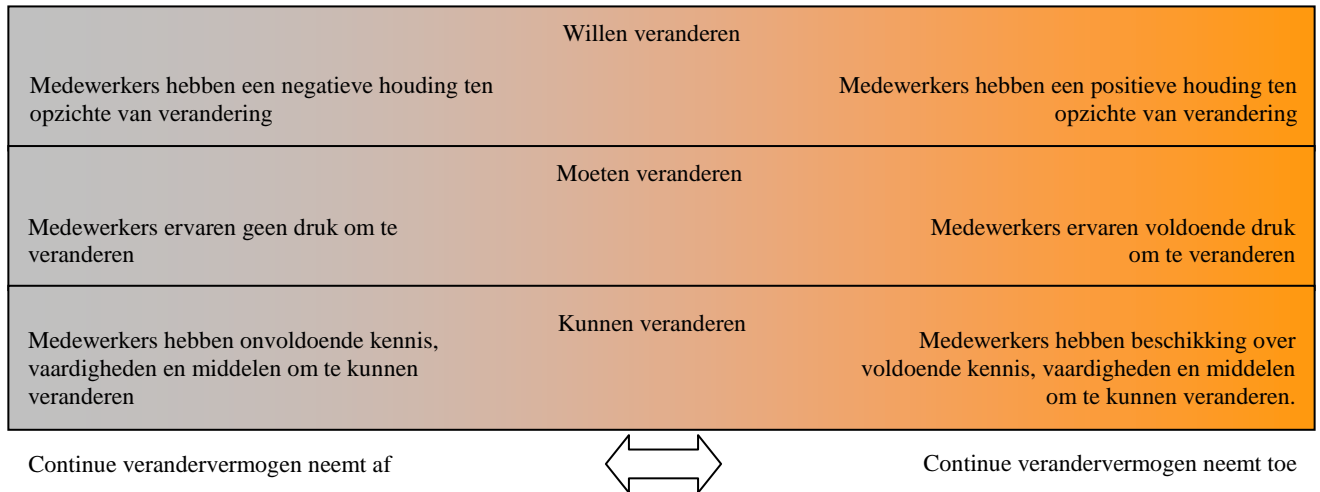 Willen veranderen
Medewerkers hebben een negatieve houding ten
opzichte van verandering
Medewerkers hebben een positieve houding ten
opzichte van verandering
Moeten veranderen
Medewerkers ervaren geen druk om te
veranderen
Medewerkers ervaren voldoende druk
om te veranderen
Kunnen veranderen
Medewerkers hebben onvoldoende kennis,
vaardigheden en middelen om te kunnen
veranderen
Medewerkers hebben beschikking over
voldoende kennis, vaardigheden en middelen
om te kunnen veranderen.
Continue verandervermogen neemt af
Continue verandervermogen neemt toe